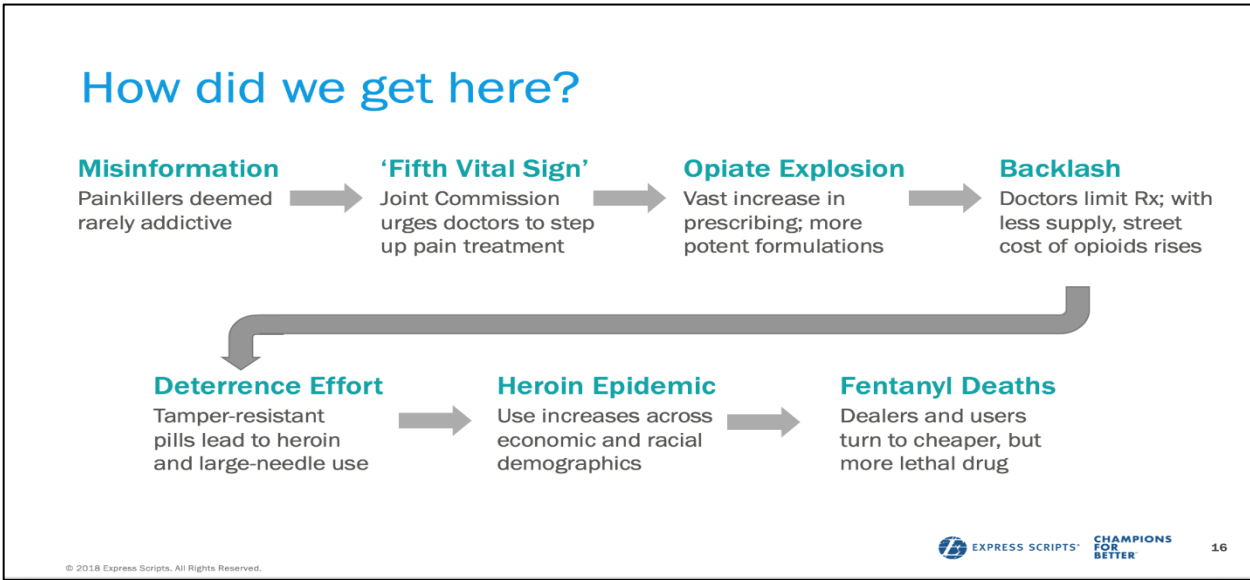 How did we get here?
Misinformation
Painkillers deemed
rarely addictive
‘Fifth Vital Sign’
Joint Commission
urges doctors to step
up pain treatment
Opiate Explosion
Vast increase in
prescribing; more
potent formulations
Backlash
Doctors limit Rx; with
less supply, street
cost of opioids rises
Deterrence Effort
Tamper-resistant
pills lead to heroin
and large-needle use
Heroin Epidemic
Use increases across
economic and racial
demographics
Fentanyl Deaths
Dealers and users
turn to cheaper, but
more lethal drug
© 2018 Express Scripts. All Rights Reserved.
EXPRESS SCRIPTS®
CHAMPIONS
FOR
BETTER™
16